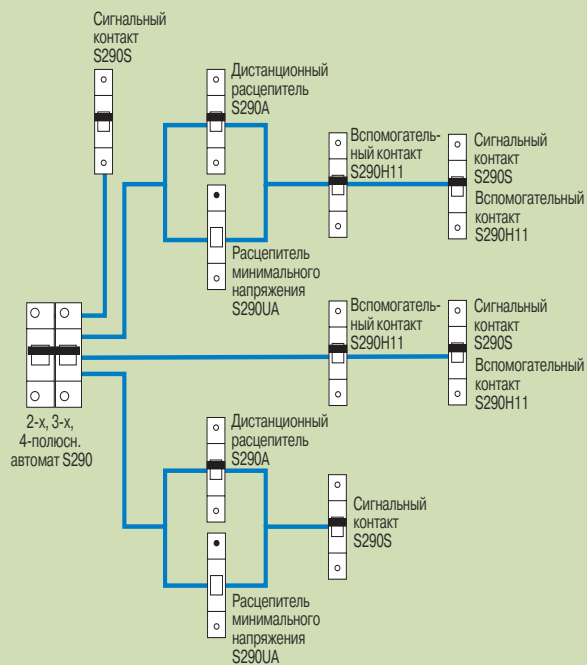 Сигнальный
контакт
S290S
Дистанционный
расцепитель
S290A
Вспомогатель-
ный контакт
S290H11
Сигнальный
контакт
S290S
Вспомогательный
контакт
S290H11
Расцепитель
минимального
напряжения
S290UA
Вспомогатель-
ный контакт
S290H11
Сигнальный
контакт
S290S
Вспомогательный
контакт
S290H11
2-х, 3-х,
4-полюсн.
автомат S290
Дистанционный
расцепитель
S290A
Сигнальный
контакт
S290S
Расцепитель
минимального
напряжения
S290UA